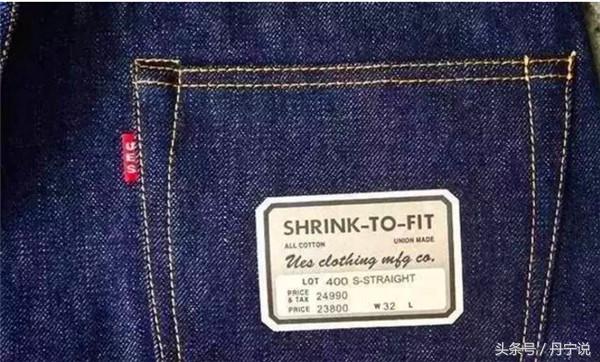 UES
SHRINK-TO-FIT
ALL COTTON UNION MADE
Ues clothing mfg co.
LOT 400 S-STRAIGHT
PRICE & TAX 24990
PRICE 23800 W 32 L
头条号 // 丹宁说